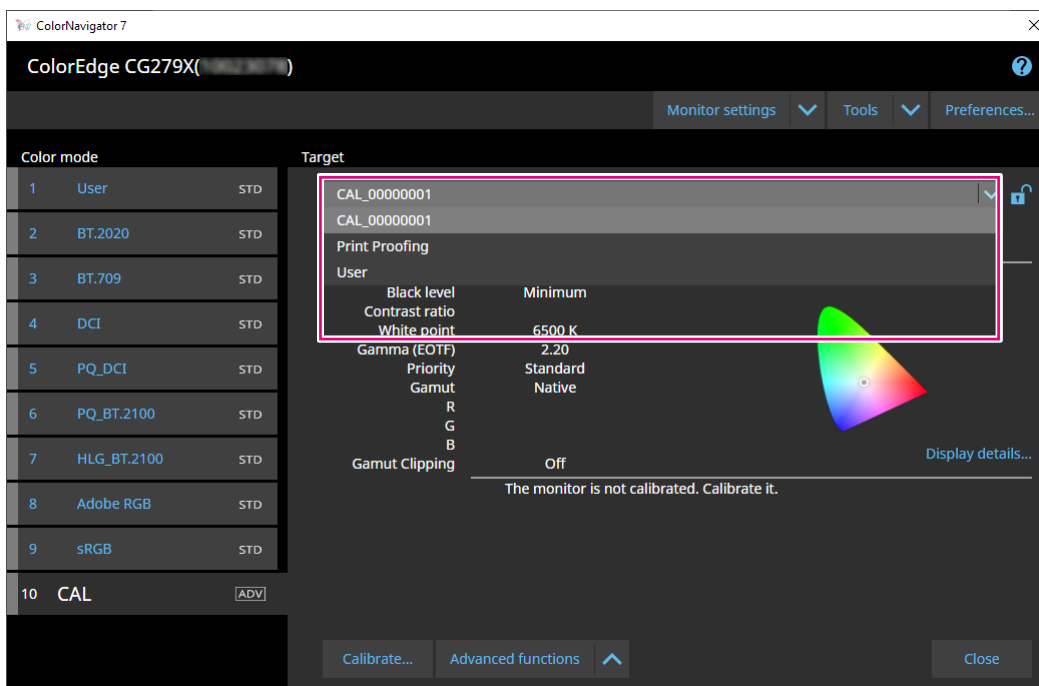 ColorNavigator 7
ColorEdge CG279X( )
Monitor settings Tools Preferences...
Color mode
1 User STD
2 BT.2020 STD
3 BT.709 STD
4 DCI STD
5 PQ_DCI STD
6 PQ_BT.2100 STD
7 HLG_BT.2100 STD
8 Adobe RGB STD
9 sRGB STD
10 CAL ADV
Target
CAL_00000001
CAL_00000001
Print Proofing
User
Black level Minimum
Contrast ratio
White point 6500 K
Gamma (EOTF) 2.20
Priority Standard
Gamut Native
R
G
B
Gamut Clipping Off
Display details...
The monitor is not calibrated. Calibrate it.
Calibrate... Advanced functions Close